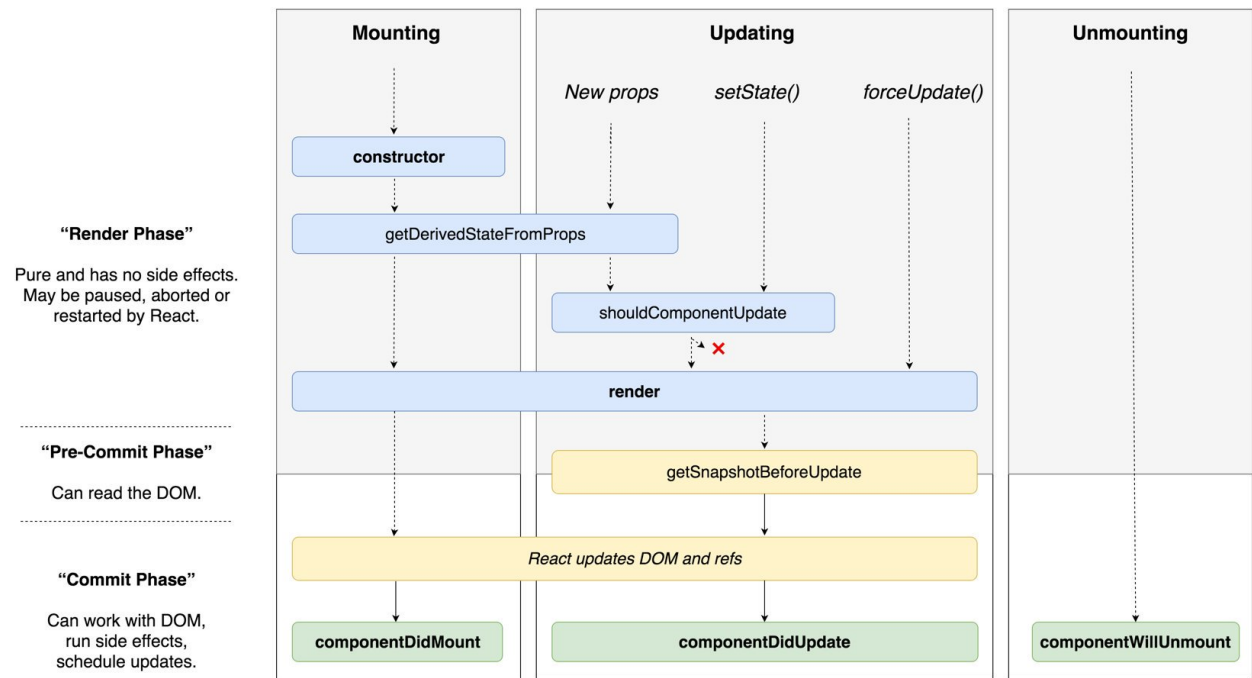 Mounting
Updating
Unmounting
New props
setState()
forceUpdate()
constructor
“Render Phase”
getDerivedStateFromProps
Pure and has no side effects.
May be paused, aborted or
restarted by React.
shouldComponentUpdate
render
“Pre-Commit Phase”
getSnapshotBeforeUpdate
Can read the DOM.
React updates DOM and refs
“Commit Phase”
Can work with DOM,
run side effects,
schedule updates.
componentDidMount
componentDidUpdate
componentWillUnmount